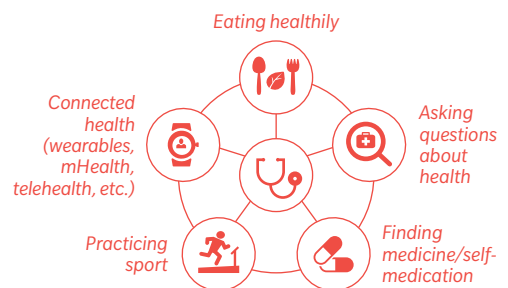 Eating healthily
Connected
health
(wearables,
mHealth,
telehealth, etc.)
Asking
questions
about
health
Practicing
sport
Finding
medicine/self-
medication